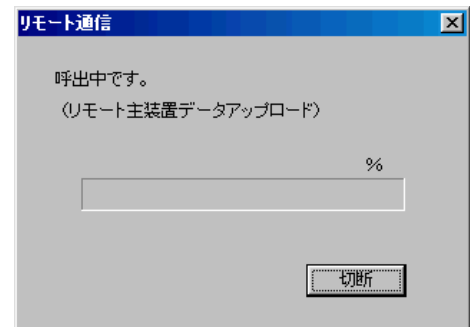 リモート通信
呼出中です。
（リモート主装置データアップロード）
%
切断